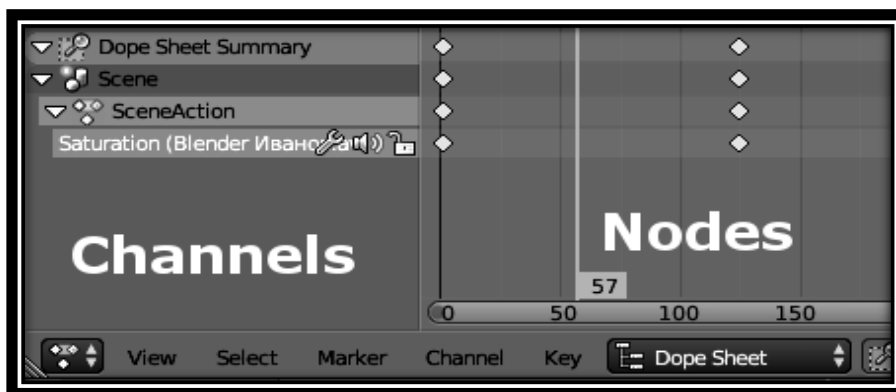 Dope Sheet Summary
Scene
SceneAction
Saturation (Blender Ивано
Channels
Nodes
57
0 50 100 150
View Select Marker Channel Key Dope Sheet